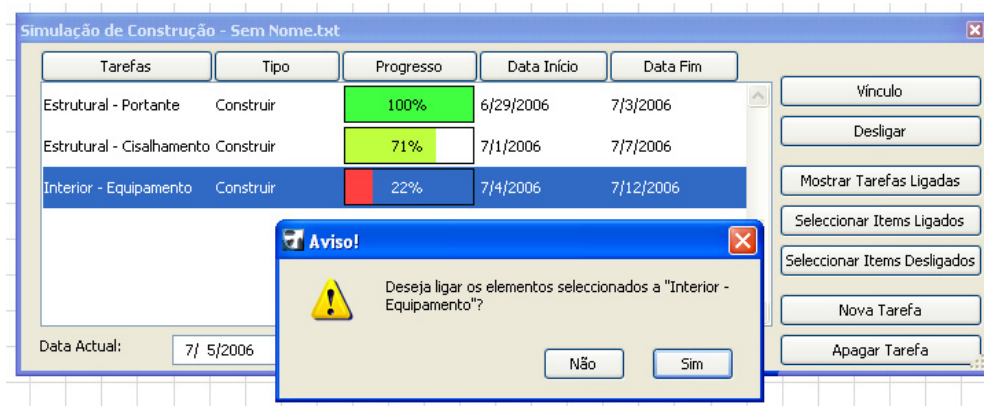 Simulação de Construção - Sem Nome.txt
Tarefas Tipo Progresso Data Início Data Fim
Estrutural - Portante Construir 100% 6/29/2006 7/3/2006
Estrutural - Cisalhamento Construir 71% 7/1/2006 7/7/2006
Interior - Equipamento Construir 22% 7/4/2006 7/12/2006
Vínculo
Desligar
Mostrar Tarefas Ligadas
Seleccionar Items Ligados
Seleccionar Items Desligados
Nova Tarefa
Apagar Tarefa
Aviso!
Deseja ligar os elementos seleccionados a "Interior -
Equipamento"?
Não Sim
Data Actual: 7/ 5/2006